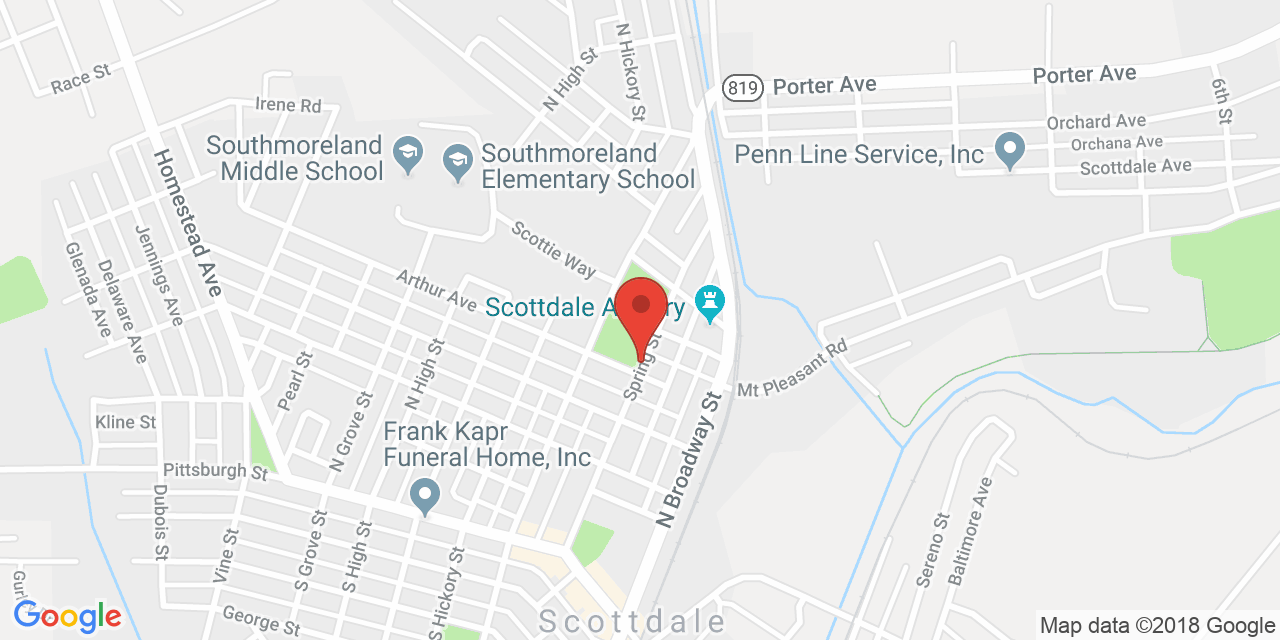 Race St
Irene Rd
N High St
N Hickory St
819
Porter Ave
Porter Ave
6th St
Orchard Ave
Orchana Ave
Scottdale Ave
Penn Line Service, Inc
Southmoreland
Middle School
Southmoreland
Elementary School
Homestead Ave
Scottie Way
Glenada Ave
Delaware Ave
Jennings Ave
Arthur Ave
Spring St
Mt Pleasant Rd
Pearl St
N High St
N Grove St
Kline St
Frank Kapr
Funeral Home, Inc
Pittsburgh St
N Broadway St
Dubois St
Vine St
S Grove St
S High St
S Hickory St
George St
Sereno St
Baltimore Ave
Scottdale
Google
Map data ©2018 Google